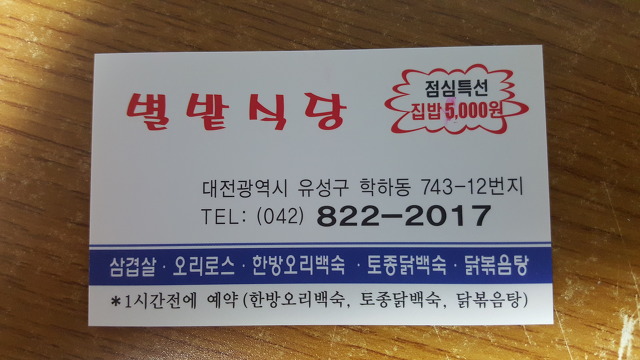 별밭식당
점심특선
집밥 5,000원
대전광역시 유성구 학하동 743-12번지
TEL: (042) 822-2017
삼겹살 · 오리로스 · 한방오리백숙 · 토종닭백숙 · 닭볶음탕
*1시간전에 예약(한방오리백숙, 토종닭백숙, 닭볶음탕)